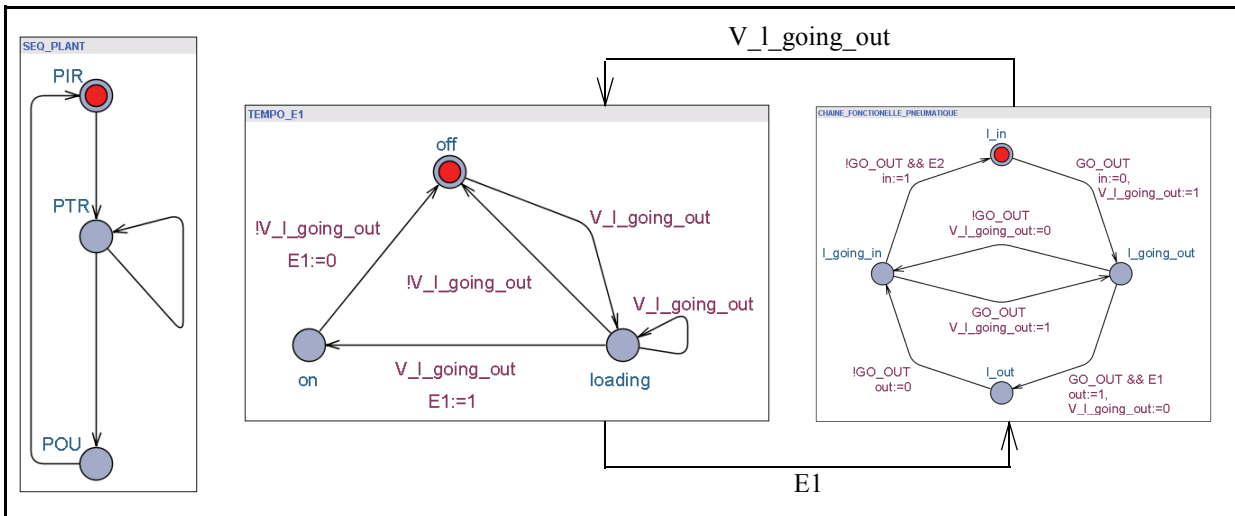 V_l_going_out
SEQ_PLANT
PIR
PTR
POU
TEMPO_E1
off
!V_l_going_out
E1:=0
!V_l_going_out
V_l_going_out
V_l_going_out
on
V_l_going_out
E1:=1
loading
CHAINE_FONCTIONELLE_PNEUMATIQUE
l_in
!GO_OUT && E2
in:=1
GO_OUT
in:=0,
V_l_going_out:=1
!GO_OUT
V_l_going_out:=0
l_going_in
l_going_out
GO_OUT
V_l_going_out:=1
l_out
!GO_OUT
out:=0
GO_OUT && E1
out:=1,
V_l_going_out:=0
E1